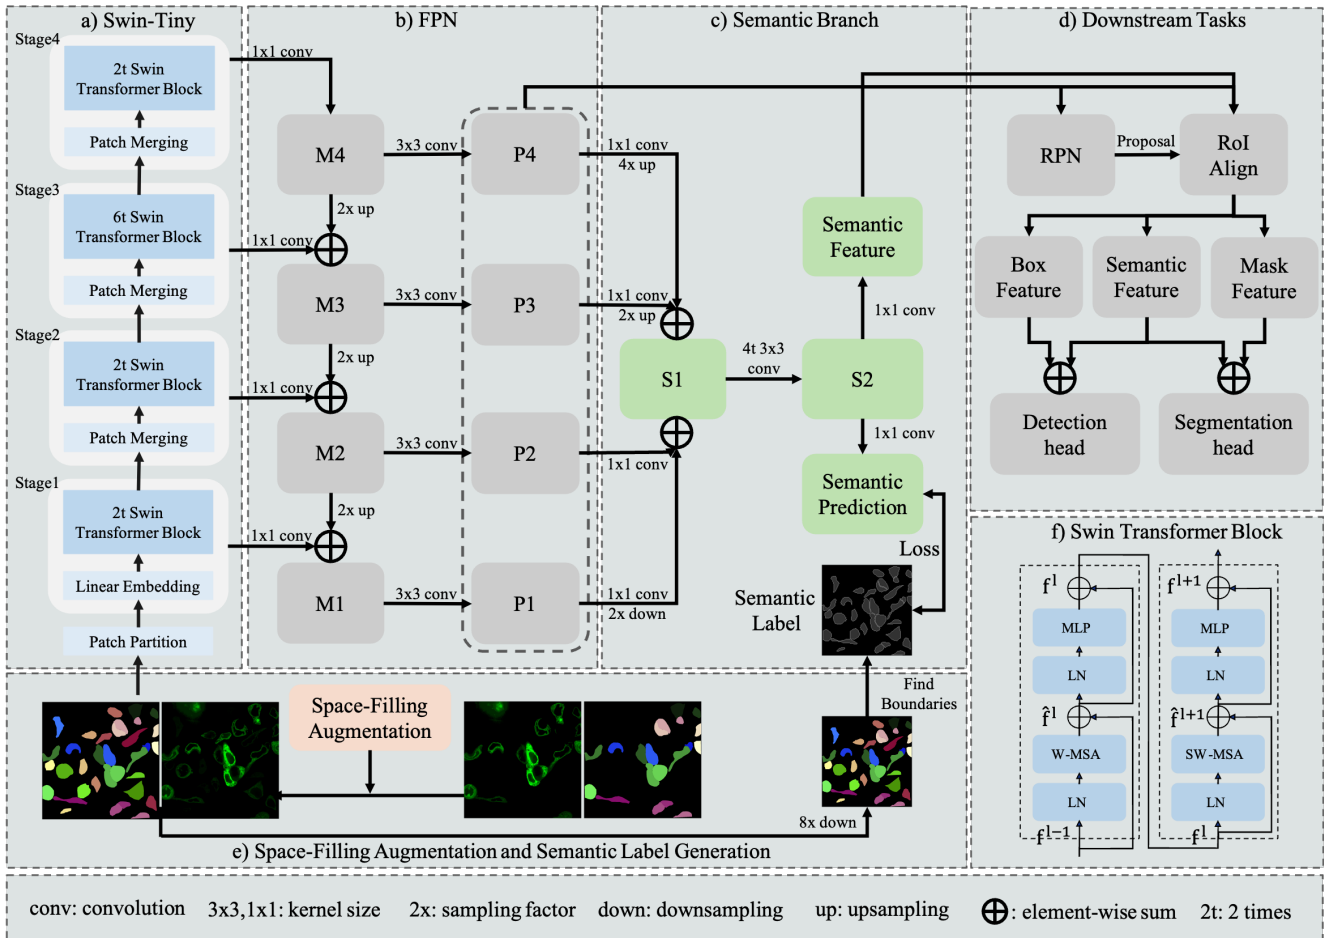 a) Swin-Tiny
Stage4
2t Swin
Transformer Block
Patch Merging
Stage3
6t Swin
Transformer Block
Patch Merging
Stage2
2t Swin
Transformer Block
Patch Merging
Stage1
2t Swin
Transformer Block
Linear Embedding
Patch Partition
b) FPN
1x1 conv
M4
3x3 conv
P4
2x up
1x1 conv
M3
3x3 conv
P3
2x up
1x1 conv
M2
3x3 conv
P2
2x up
1x1 conv
M1
3x3 conv
P1
c) Semantic Branch
1x1 conv
4x up
1x1 conv
2x up
1x1 conv
1x1 conv
2x down
S1
4t 3x3
conv
S2
1x1 conv
Semantic
Feature
1x1 conv
Semantic
Prediction
Loss
Semantic
Label
d) Downstream Tasks
RPN
Proposal
RoI
Align
Box
Feature
Semantic
Feature
Mask
Feature
Detection
head
Segmentation
head
Space-Filling
Augmentation
Find
Boundaries
8x down
e) Space-Filling Augmentation and Semantic Label Generation
f) Swin Transformer Block
f^l
MLP
LN
f̂^l
W-MSA
LN
f^l−1
f^l+1
MLP
LN
f̂^l+1
SW-MSA
LN
f^l
conv: convolution
3x3,1x1: kernel size
2x: sampling factor
down: downsampling
up: upsampling
⊕: element-wise sum
2t: 2 times